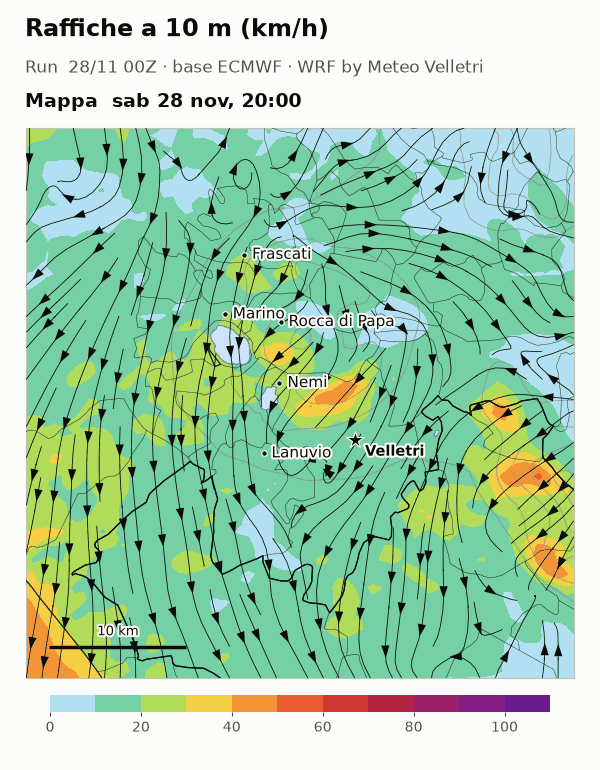 Raffiche a 10 m (km/h)
Run 28/11 00Z · base ECMWF · WRF by Meteo Velletri
Mappa sab 28 nov, 20:00
Frascati
Marino
Rocca di Papa
Nemi
Velletri
Lanuvio
10 km
0 20 40 60 80 100